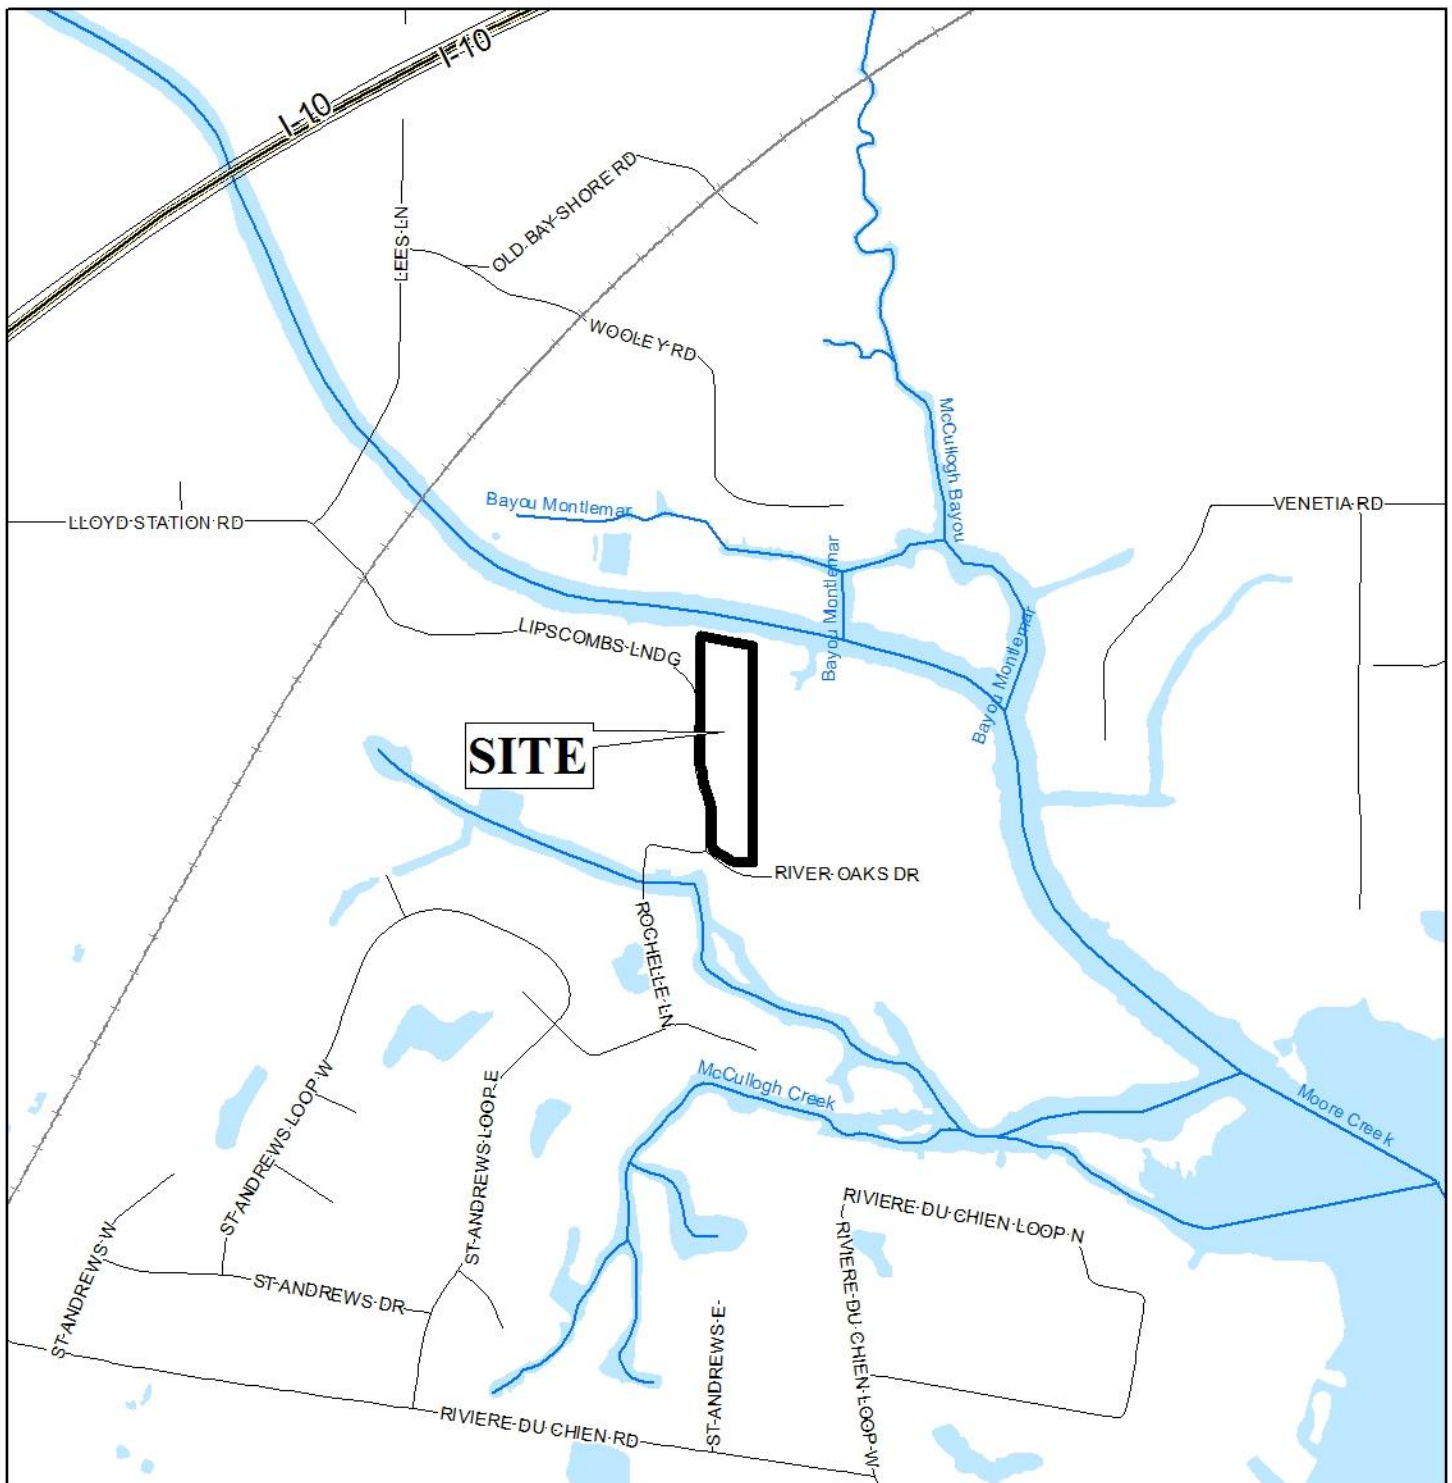 I-10
I-10
LEES LN
OLD BAY SHORE RD
WOOLEY RD
McCullogh Bayou
Bayou Montlemar
VENETIA RD
LLOYD STATION RD
Bayou Montlemar
Bayou Montlemar
LIPSCOMBS LNDG
SITE
RIVER OAKS DR
ROCHELLE LN
McCullogh Creek
Moore Creek
ST ANDREWS LOOP W
ST ANDREWS LOOP E
RIVIERE DU CHIEN LOOP N
ST ANDREWS W
ST ANDREWS DR
RIVIERE DU CHIEN LOOP W
ST ANDREWS E
RIVIERE DU CHIEN RD